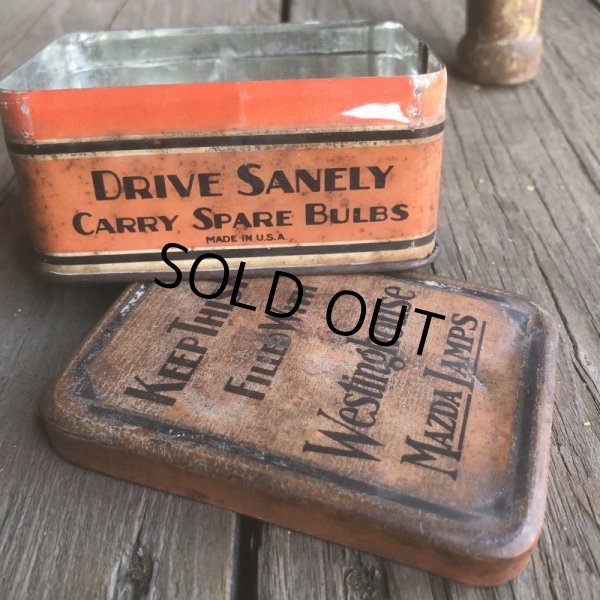 DRIVE SANELY
CARRY SPARE BULBS
MADE IN U.S.A.
SOLD OUT
KEEP THIS
FILLED WITH
Westinghouse
MAZDA LAMPS